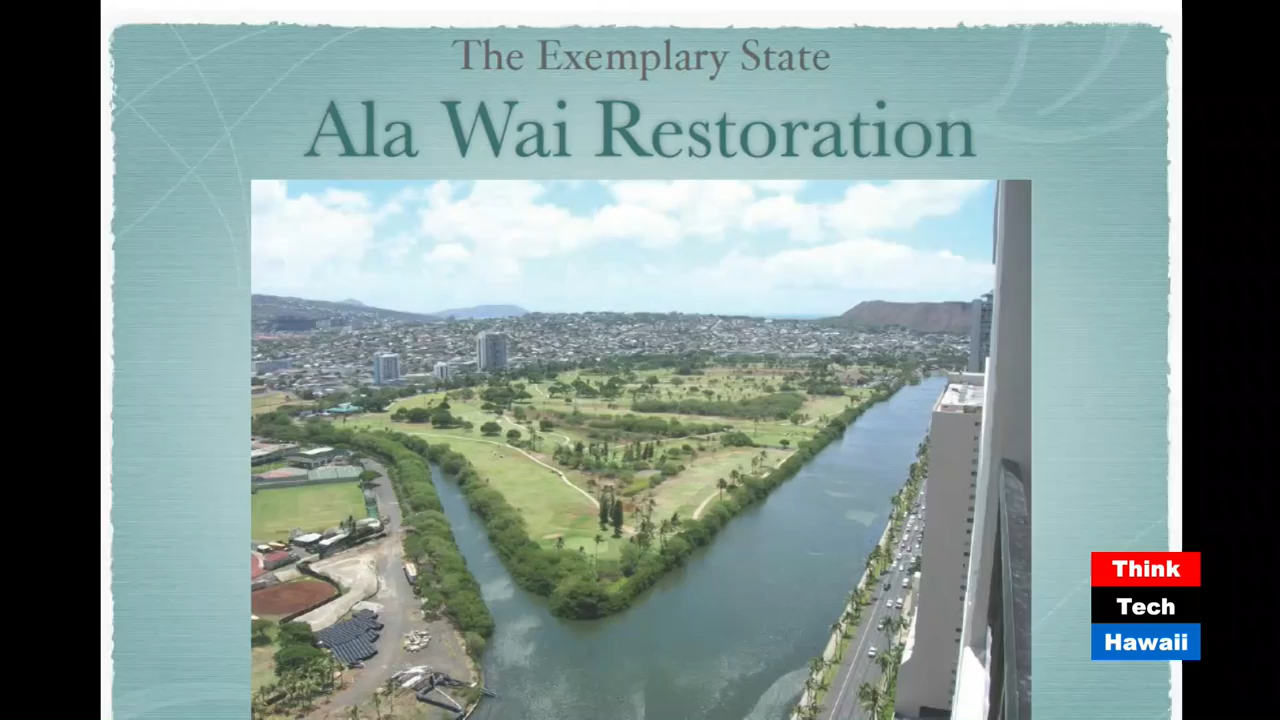 The Exemplary State
Ala Wai Restoration
Think
Tech
Hawaii